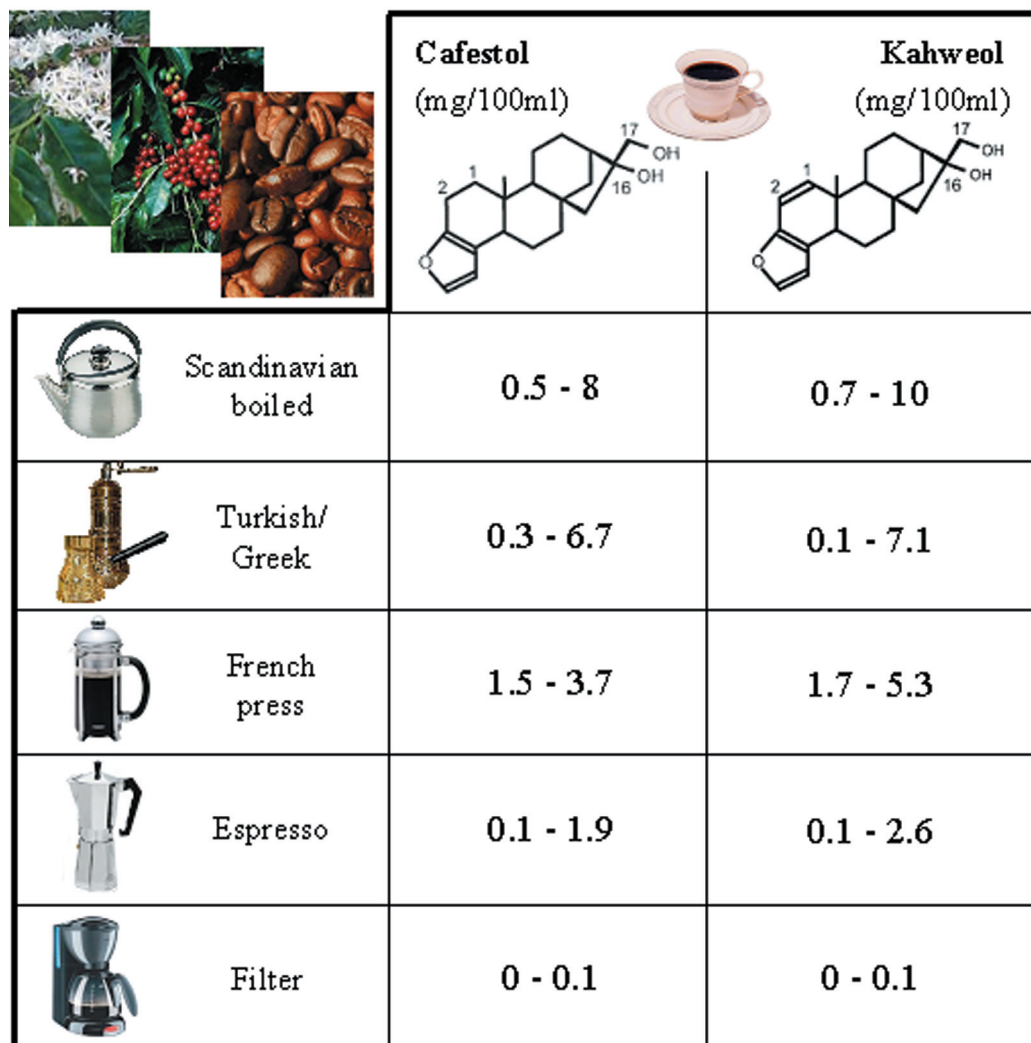 Cafestol
(mg/100ml)
Kahweol
(mg/100ml)
17
OH
OH
16
1
2
O
17
OH
OH
16
1
2
O
Scandinavian
boiled
0.5 - 8
0.7 - 10
Turkish/
Greek
0.3 - 6.7
0.1 - 7.1
French
press
1.5 - 3.7
1.7 - 5.3
Espresso
0.1 - 1.9
0.1 - 2.6
Filter
0 - 0.1
0 - 0.1